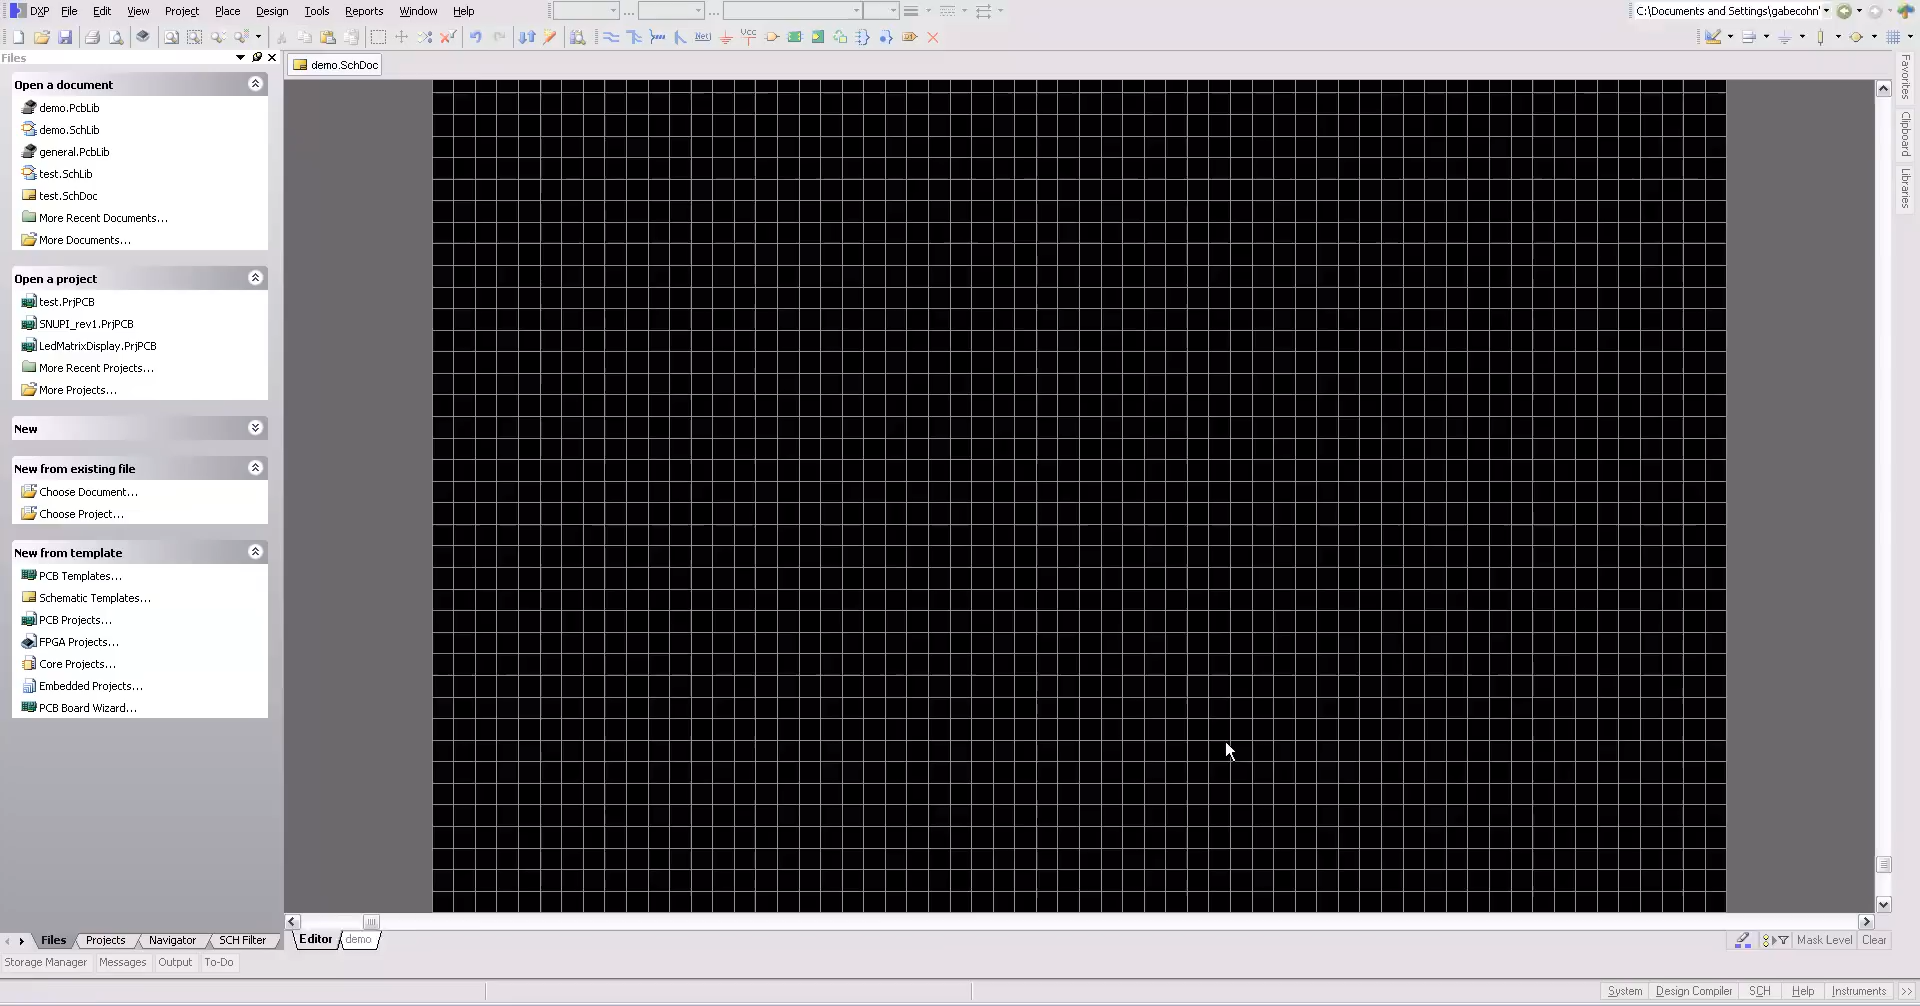 DXP File Edit View Project Place Design Tools Reports Window Help
C:\Documents and Settings\gabecohn'
Net1
Vcc
Files
demo.SchDoc
Open a document
demo.PcbLib
demo.SchLib
general.PcbLib
test.SchLib
test.SchDoc
More Recent Documents...
More Documents...
Open a project
test.PrjPCB
SNUPI_rev1.PrjPCB
LedMatrixDisplay.PrjPCB
More Recent Projects...
More Projects...
New
New from existing file
Choose Document...
Choose Project...
New from template
PCB Templates...
Schematic Templates...
PCB Projects...
FPGA Projects...
Core Projects...
Embedded Projects...
PCB Board Wizard...
Favorites
Clipboard
Libraries
Files Projects Navigator SCH Filter
Editor demo
Mask Level Clear
Storage Manager Messages Output To-Do
System Design Compiler SCH Help Instruments >>